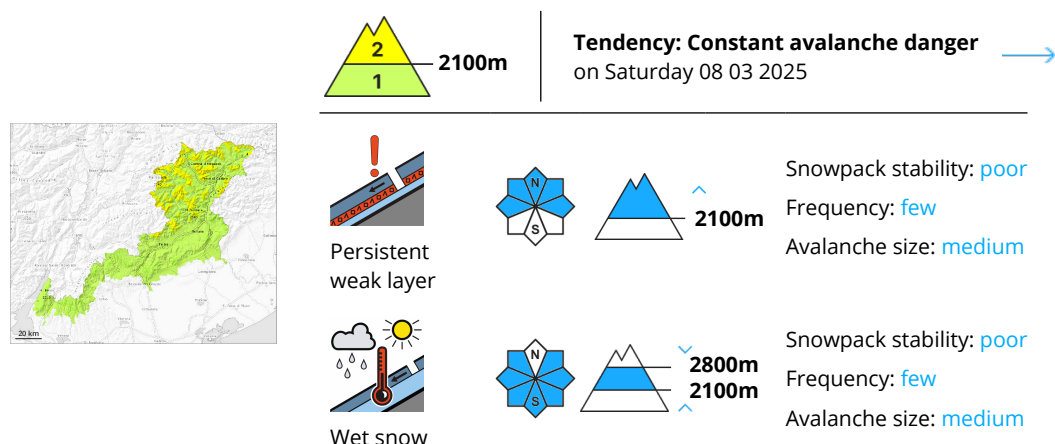 2
1
2100m
Tendency: Constant avalanche danger
on Saturday 08 03 2025
20 km
Persistent
weak layer
N
S
2100m
Snowpack stability: poor
Frequency: few
Avalanche size: medium
Wet snow
N
S
2800m
2100m
Snowpack stability: poor
Frequency: few
Avalanche size: medium